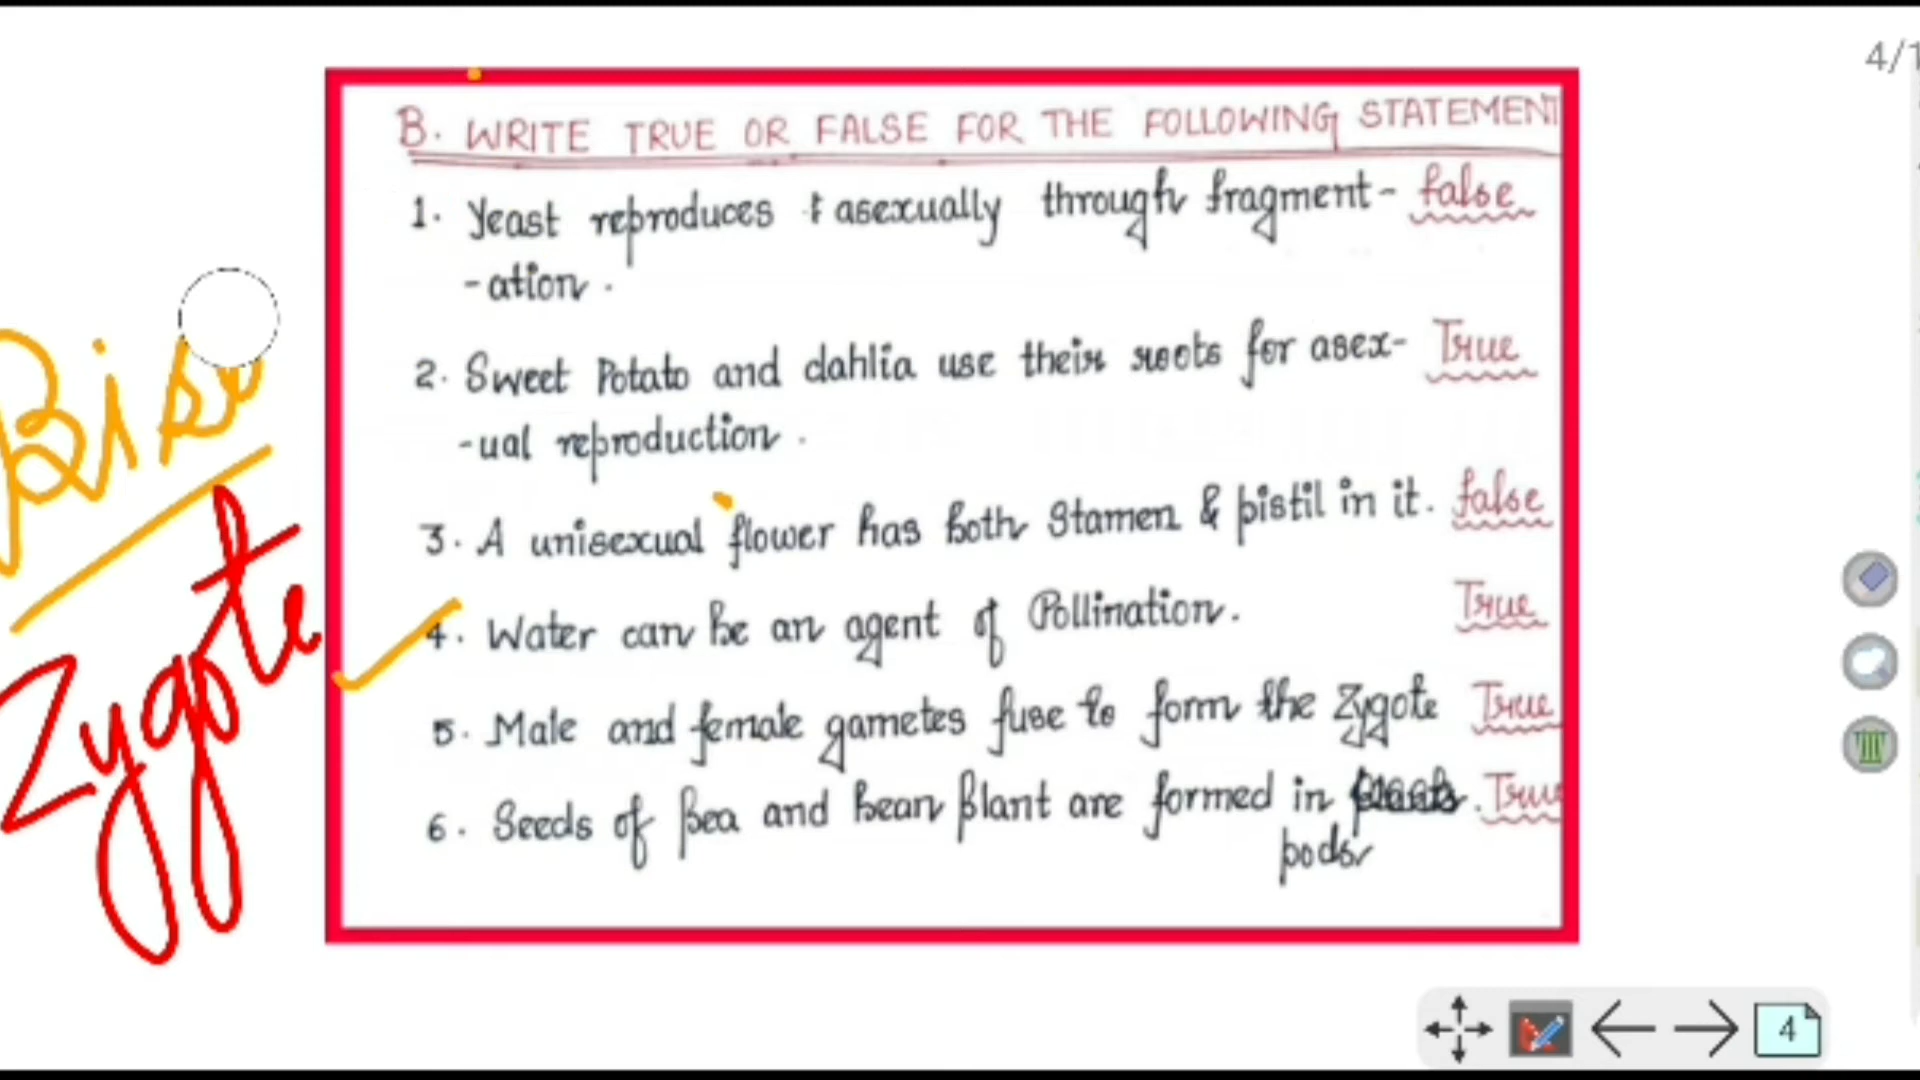 4/1
B. WRITE TRUE OR FALSE FOR THE FOLLOWING STATEMENT
1. Yeast reproduces asexually through fragment- false
-ation.
2. Sweet Potato and dahlia use their roots for asex- True
-ual reproduction.
3. A unisexual flower has both Stamen & pistil in it. false
4. Water can be an agent of Pollination. True
5. Male and female gametes fuse to form the Zygote True
6. Seeds of pea and bean plant are formed in . True
pods
Zygote
4